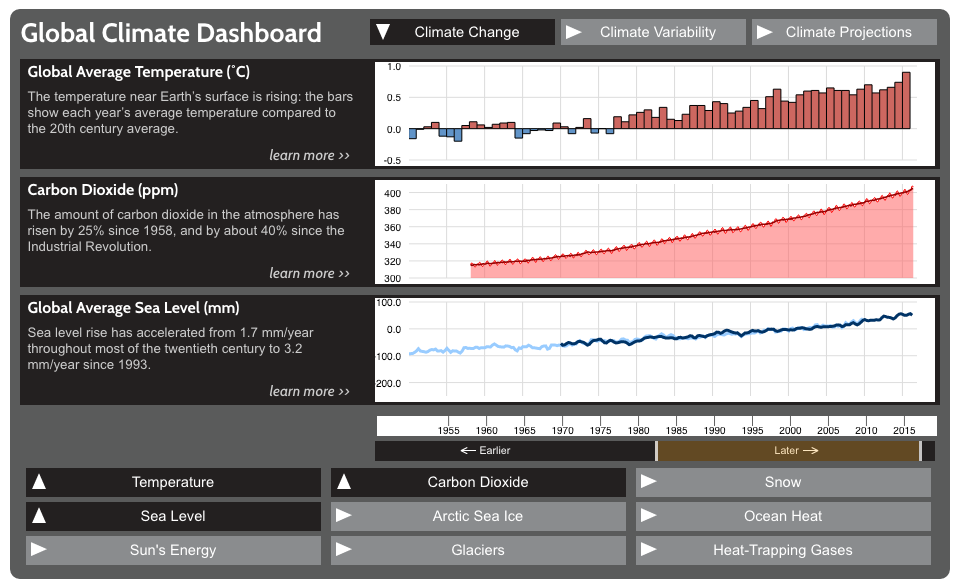 Global Climate Dashboard
Climate Change
Climate Variability
Climate Projections
Global Average Temperature (˚C)
The temperature near Earth's surface is rising: the bars
show each year's average temperature compared to
the 20th century average.
learn more >>
1.0
0.5
0.0
-0.5
Carbon Dioxide (ppm)
The amount of carbon dioxide in the atmosphere has
risen by 25% since 1958, and by about 40% since the
Industrial Revolution.
learn more >>
400
380
360
340
320
300
Global Average Sea Level (mm)
Sea level rise has accelerated from 1.7 mm/year
throughout most of the twentieth century to 3.2
mm/year since 1993.
learn more >>
100.0
0.0
-100.0
200.0
1955 1960 1965 1970 1975 1980 1985 1990 1995 2000 2005 2010 2015
← Earlier
Later →
Temperature
Carbon Dioxide
Snow
Sea Level
Arctic Sea Ice
Ocean Heat
Sun's Energy
Glaciers
Heat-Trapping Gases